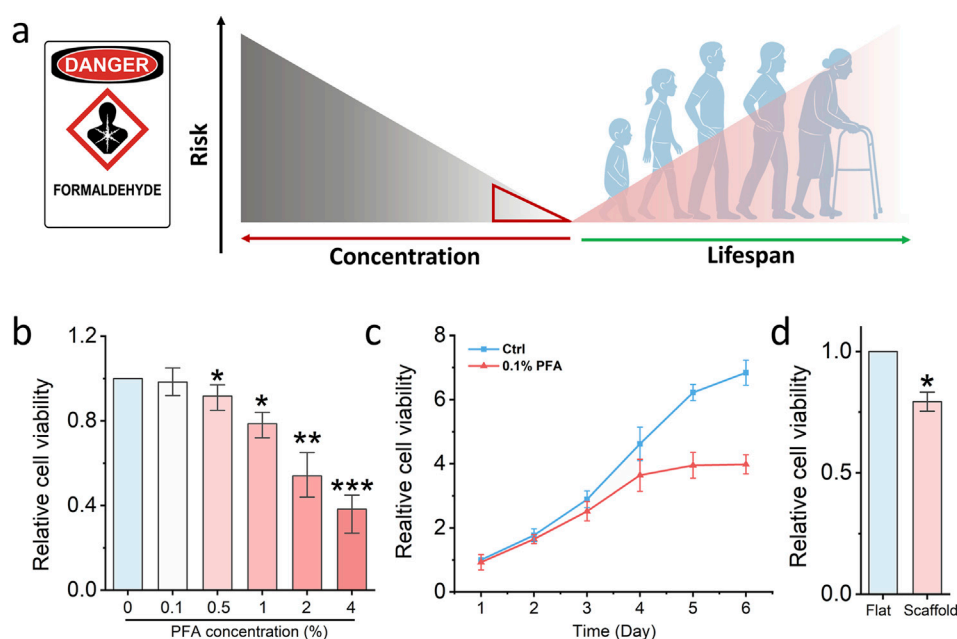 a
DANGER
FORMALDEHYDE
Risk
Concentration
Lifespan
b
Relative cell viability
1.2
0.8
0.4
0.0
*
*
**
***
0
0.1
0.5
1
2
4
PFA concentration (%)
c
Realtive cell viability
8
6
4
2
0
Ctrl
0.1% PFA
1
2
3
4
5
6
Time (Day)
d
Relative cell viability
1.0
0.5
0.0
*
Flat
Scaffold